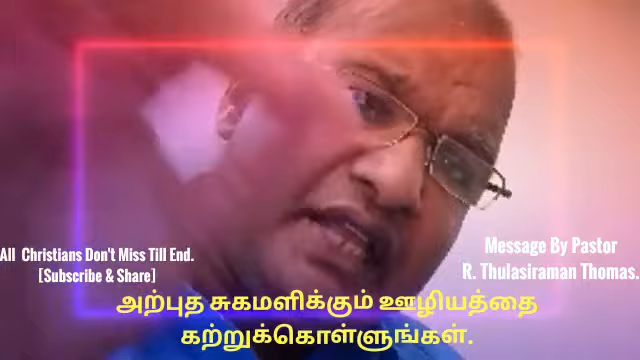 All Christians Don't Miss Till End.
[Subscribe & Share]
Message By Pastor
R. Thulasiraman Thomas.
அற்புத சுகமளிக்கும் ஊழியத்தை
கற்றுக்கொள்ளுங்கள்.